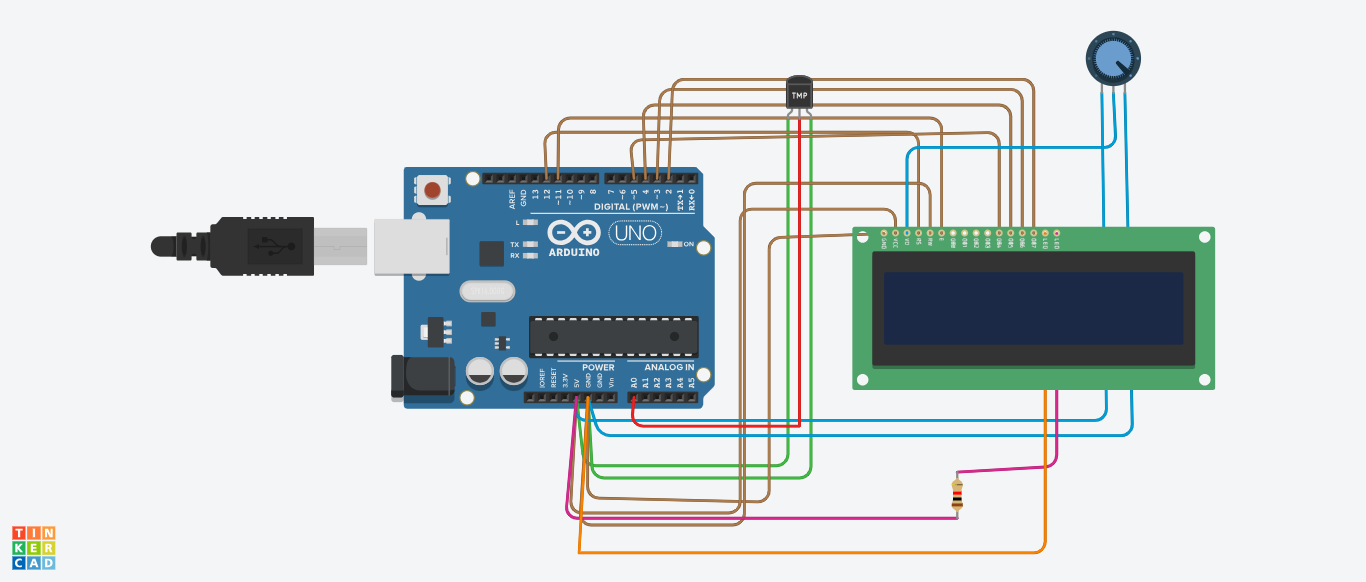 TMP
AREF
GND
13
12
~11
~10
~9
8
7
~6
~5
4
~3
2
TX→1
RX←0
DIGITAL (PWM~)
L
TX
RX
ARDUINO
UNO
ON
POWER
ANALOG IN
IOREF
RESET
3.3V
5V
GND
GND
Vin
A0
A1
A2
A3
A4
A5
GND
VCC
V0
RS
RW
E
DB0
DB1
DB2
DB3
DB4
DB5
DB6
DB7
LED
LED
TIN
KER
CAD